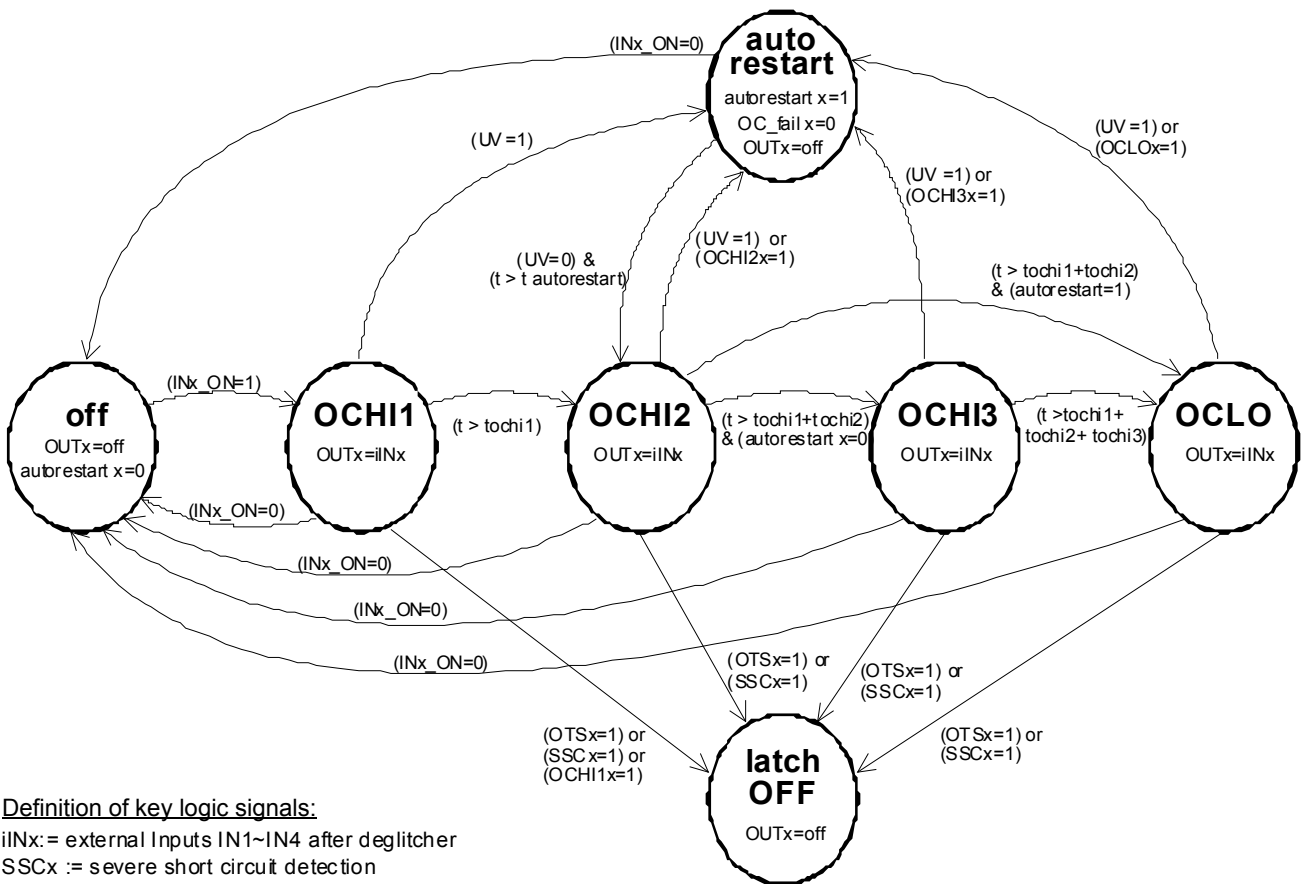 (INx_ON=0)
auto
restart
autorestart x=1
OC_fail x=0
OUTx=off
(UV=1)
(UV=1) or
(OCLOx=1)
(UV=1) or
(OCHI3x=1)
(UV=1) or
(OCHI2x=1)
(UV=0) &
(t > t autorestart)
(t > tochi1+tochi2)
& (autorestart=1)
off
OUTx=off
autorestart x=0
(INx_ON=1)
OCHI1
OUTx=iINx
(t > tochi1)
OCHI2
OUTx=iINx
(t > tochi1+tochi2)
& (autorestart x=0)
OCHI3
OUTx=iINx
(t >tochi1+
tochi2+ tochi3)
OCLO
OUTx=iINx
(INx_ON=0)
(INx_ON=0)
(INx_ON=0)
(INx_ON=0)
(OTSx=1) or
(SSCx=1)
(OTSx=1) or
(SSCx=1)
(OTSx=1) or
(SSCx=1) or
(OCHI1x=1)
(OTSx=1) or
(SSCx=1)
latch
OFF
OUTx=off
Definition of key logic signals:
iINx:= external Inputs IN1~IN4 after deglitcher
SSCx := severe short circuit detection